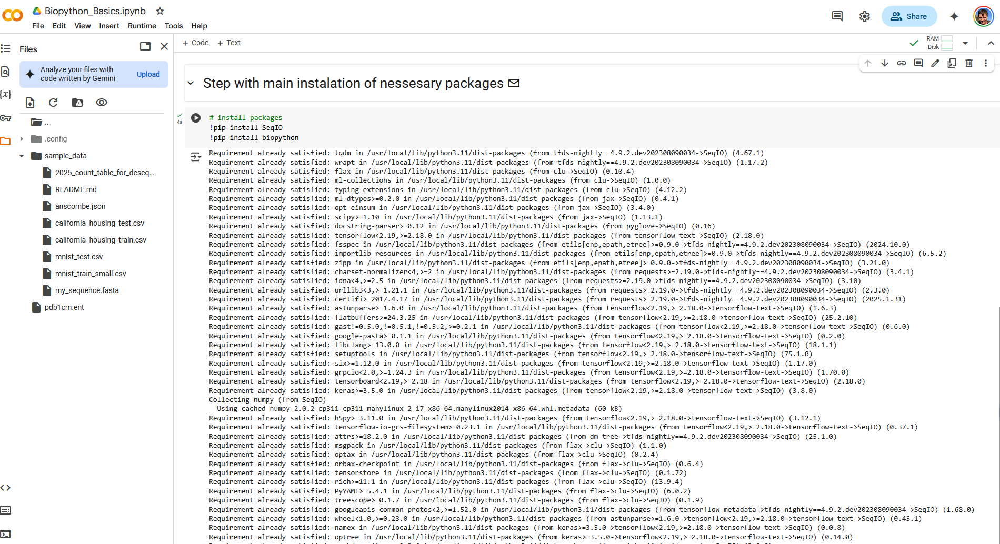 Biopython_Basics.ipynb
File Edit View Insert Runtime Tools Help
Share
Files
+ Code + Text
RAM
Disk
Analyze your files with
code written by Gemini
Upload
..
.config
sample_data
2025_count_table_for_deseq...
README.md
anscombe.json
california_housing_test.csv
california_housing_train.csv
mnist_test.csv
mnist_train_small.csv
my_sequence.fasta
pdb1crn.ent
Step with main instalation of nessesary packages
4s
# install packages
!pip install SeqIO
!pip install biopython
Requirement already satisfied: tqdm in /usr/local/lib/python3.11/dist-packages (from tfds-nightly==4.9.2.dev202308090034->SeqIO) (4.67.1)
Requirement already satisfied: wrapt in /usr/local/lib/python3.11/dist-packages (from tfds-nightly==4.9.2.dev202308090034->SeqIO) (1.17.2)
Requirement already satisfied: flax in /usr/local/lib/python3.11/dist-packages (from clu->SeqIO) (0.10.4)
Requirement already satisfied: ml-collections in /usr/local/lib/python3.11/dist-packages (from clu->SeqIO) (1.0.0)
Requirement already satisfied: typing-extensions in /usr/local/lib/python3.11/dist-packages (from clu->SeqIO) (4.12.2)
Requirement already satisfied: ml-dtypes>=0.2.0 in /usr/local/lib/python3.11/dist-packages (from jax->SeqIO) (0.4.1)
Requirement already satisfied: opt-einsum in /usr/local/lib/python3.11/dist-packages (from jax->SeqIO) (3.4.0)
Requirement already satisfied: scipy>=1.10 in /usr/local/lib/python3.11/dist-packages (from jax->SeqIO) (1.13.1)
Requirement already satisfied: docstring-parser>=0.12 in /usr/local/lib/python3.11/dist-packages (from pyglove->SeqIO) (0.16)
Requirement already satisfied: tensorflow<2.19,>=2.18.0 in /usr/local/lib/python3.11/dist-packages (from tensorflow-text->SeqIO) (2.18.0)
Requirement already satisfied: fsspec in /usr/local/lib/python3.11/dist-packages (from etils[enp,epath,etree]>=0.9.0->tfds-nightly==4.9.2.dev202308090034->SeqIO) (2024.10.0)
Requirement already satisfied: importlib_resources in /usr/local/lib/python3.11/dist-packages (from etils[enp,epath,etree]>=0.9.0->tfds-nightly==4.9.2.dev202308090034->SeqIO) (6.5.2)
Requirement already satisfied: zipp in /usr/local/lib/python3.11/dist-packages (from etils[enp,epath,etree]>=0.9.0->tfds-nightly==4.9.2.dev202308090034->SeqIO) (3.21.0)
Requirement already satisfied: charset-normalizer<4,>=2 in /usr/local/lib/python3.11/dist-packages (from requests>=2.19.0->tfds-nightly==4.9.2.dev202308090034->SeqIO) (3.4.1)
Requirement already satisfied: idna<4,>=2.5 in /usr/local/lib/python3.11/dist-packages (from requests>=2.19.0->tfds-nightly==4.9.2.dev202308090034->SeqIO) (3.10)
Requirement already satisfied: urllib3<3,>=1.21.1 in /usr/local/lib/python3.11/dist-packages (from requests>=2.19.0->tfds-nightly==4.9.2.dev202308090034->SeqIO) (2.3.0)
Requirement already satisfied: certifi>=2017.4.17 in /usr/local/lib/python3.11/dist-packages (from requests>=2.19.0->tfds-nightly==4.9.2.dev202308090034->SeqIO) (2025.1.31)
Requirement already satisfied: astunparse>=1.6.0 in /usr/local/lib/python3.11/dist-packages (from tensorflow<2.19,>=2.18.0->tensorflow-text->SeqIO) (1.6.3)
Requirement already satisfied: flatbuffers>=24.3.25 in /usr/local/lib/python3.11/dist-packages (from tensorflow<2.19,>=2.18.0->tensorflow-text->SeqIO) (25.2.10)
Requirement already satisfied: gast!=0.5.0,!=0.5.1,!=0.5.2,>=0.2.1 in /usr/local/lib/python3.11/dist-packages (from tensorflow<2.19,>=2.18.0->tensorflow-text->SeqIO) (0.6.0)
Requirement already satisfied: google-pasta>=0.1.1 in /usr/local/lib/python3.11/dist-packages (from tensorflow<2.19,>=2.18.0->tensorflow-text->SeqIO) (0.2.0)
Requirement already satisfied: libclang>=13.0.0 in /usr/local/lib/python3.11/dist-packages (from tensorflow<2.19,>=2.18.0->tensorflow-text->SeqIO) (18.1.1)
Requirement already satisfied: setuptools in /usr/local/lib/python3.11/dist-packages (from tensorflow<2.19,>=2.18.0->tensorflow-text->SeqIO) (75.1.0)
Requirement already satisfied: six>=1.12.0 in /usr/local/lib/python3.11/dist-packages (from tensorflow<2.19,>=2.18.0->tensorflow-text->SeqIO) (1.17.0)
Requirement already satisfied: grpcio<2.0,>=1.24.3 in /usr/local/lib/python3.11/dist-packages (from tensorflow<2.19,>=2.18.0->tensorflow-text->SeqIO) (1.70.0)
Requirement already satisfied: tensorboard<2.19,>=2.18 in /usr/local/lib/python3.11/dist-packages (from tensorflow<2.19,>=2.18.0->tensorflow-text->SeqIO) (2.18.0)
Requirement already satisfied: keras>=3.5.0 in /usr/local/lib/python3.11/dist-packages (from tensorflow<2.19,>=2.18.0->tensorflow-text->SeqIO) (3.8.0)
Collecting numpy (from SeqIO)
Using cached numpy-2.0.2-cp311-cp311-manylinux_2_17_x86_64.manylinux2014_x86_64.whl.metadata (60 kB)
Requirement already satisfied: h5py>=3.11.0 in /usr/local/lib/python3.11/dist-packages (from tensorflow<2.19,>=2.18.0->tensorflow-text->SeqIO) (3.12.1)
Requirement already satisfied: tensorflow-io-gcs-filesystem>=0.23.1 in /usr/local/lib/python3.11/dist-packages (from tensorflow<2.19,>=2.18.0->tensorflow-text->SeqIO) (0.37.1)
Requirement already satisfied: attrs>=18.2.0 in /usr/local/lib/python3.11/dist-packages (from dm-tree->tfds-nightly==4.9.2.dev202308090034->SeqIO) (25.1.0)
Requirement already satisfied: msgpack in /usr/local/lib/python3.11/dist-packages (from flax->clu->SeqIO) (1.1.0)
Requirement already satisfied: optax in /usr/local/lib/python3.11/dist-packages (from flax->clu->SeqIO) (0.2.4)
Requirement already satisfied: orbax-checkpoint in /usr/local/lib/python3.11/dist-packages (from flax->clu->SeqIO) (0.6.4)
Requirement already satisfied: tensorstore in /usr/local/lib/python3.11/dist-packages (from flax->clu->SeqIO) (0.1.72)
Requirement already satisfied: rich>=11.1 in /usr/local/lib/python3.11/dist-packages (from flax->clu->SeqIO) (13.9.4)
Requirement already satisfied: PyYAML>=5.4.1 in /usr/local/lib/python3.11/dist-packages (from flax->clu->SeqIO) (6.0.2)
Requirement already satisfied: treescope>=0.1.7 in /usr/local/lib/python3.11/dist-packages (from flax->clu->SeqIO) (0.1.9)
Requirement already satisfied: googleapis-common-protos<2,>=1.52.0 in /usr/local/lib/python3.11/dist-packages (from tensorflow-metadata->tfds-nightly==4.9.2.dev202308090034->SeqIO) (1.68.0)
Requirement already satisfied: wheel<1.0,>=0.23.0 in /usr/local/lib/python3.11/dist-packages (from astunparse>=1.6.0->tensorflow<2.19,>=2.18.0->tensorflow-text->SeqIO) (0.45.1)
Requirement already satisfied: namex in /usr/local/lib/python3.11/dist-packages (from keras>=3.5.0->tensorflow<2.19,>=2.18.0->tensorflow-text->SeqIO) (0.0.8)
Requirement already satisfied: optree in /usr/local/lib/python3.11/dist-packages (from keras>=3.5.0->tensorflow<2.19,>=2.18.0->tensorflow-text->SeqIO) (0.14.0)